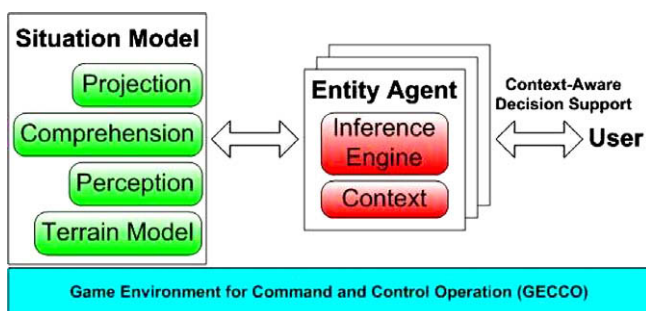 Situation Model
Projection
Comprehension
Perception
Terrain Model
Entity Agent
Inference
Engine
Context
Context-Aware
Decision Support
User
Game Environment for Command and Control Operation (GECCO)